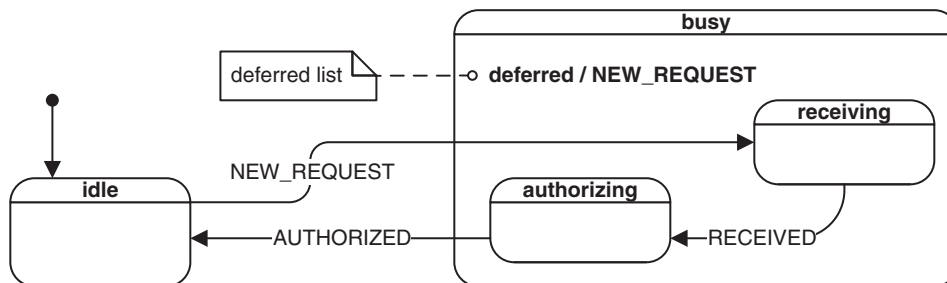 busy
deferred list
deferred / NEW_REQUEST
receiving
NEW_REQUEST
idle
authorizing
AUTHORIZED
RECEIVED